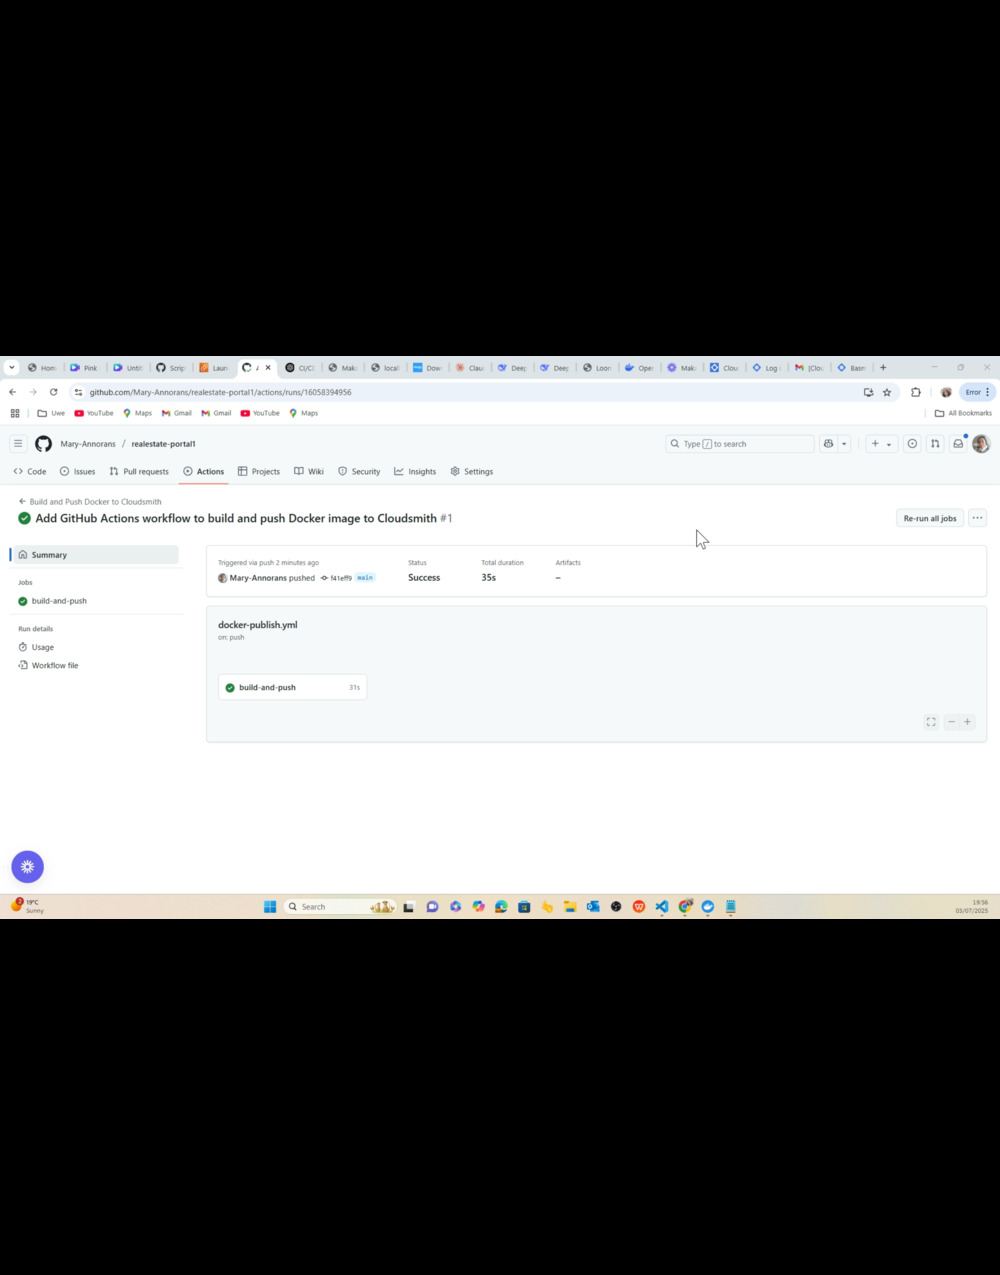 Hom
Pink
Untit
Scrip
Laun
CI/CI
Mak
local
Dow
Clau
Deep
Deep
Loon
Oper
Mak
Clou
Log i
[Clou
Basn
github.com/Mary-Annorans/realestate-portal1/actions/runs/16058394956
Error
Uwe
YouTube
Maps
Gmail
Gmail
YouTube
Maps
All Bookmarks
Mary-Annorans / realestate-portal1
Type / to search
Code
Issues
Pull requests
Actions
Projects
Wiki
Security
Insights
Settings
Build and Push Docker to Cloudsmith
Add GitHub Actions workflow to build and push Docker image to Cloudsmith #1
Re-run all jobs
Summary
Jobs
build-and-push
Run details
Usage
Workflow file
Triggered via push 2 minutes ago
Mary-Annorans pushed f41eff9 main
Status
Success
Total duration
35s
Artifacts
–
docker-publish.yml
on: push
build-and-push 31s
2
19°C
Sunny
Search
19:56
03/07/2025